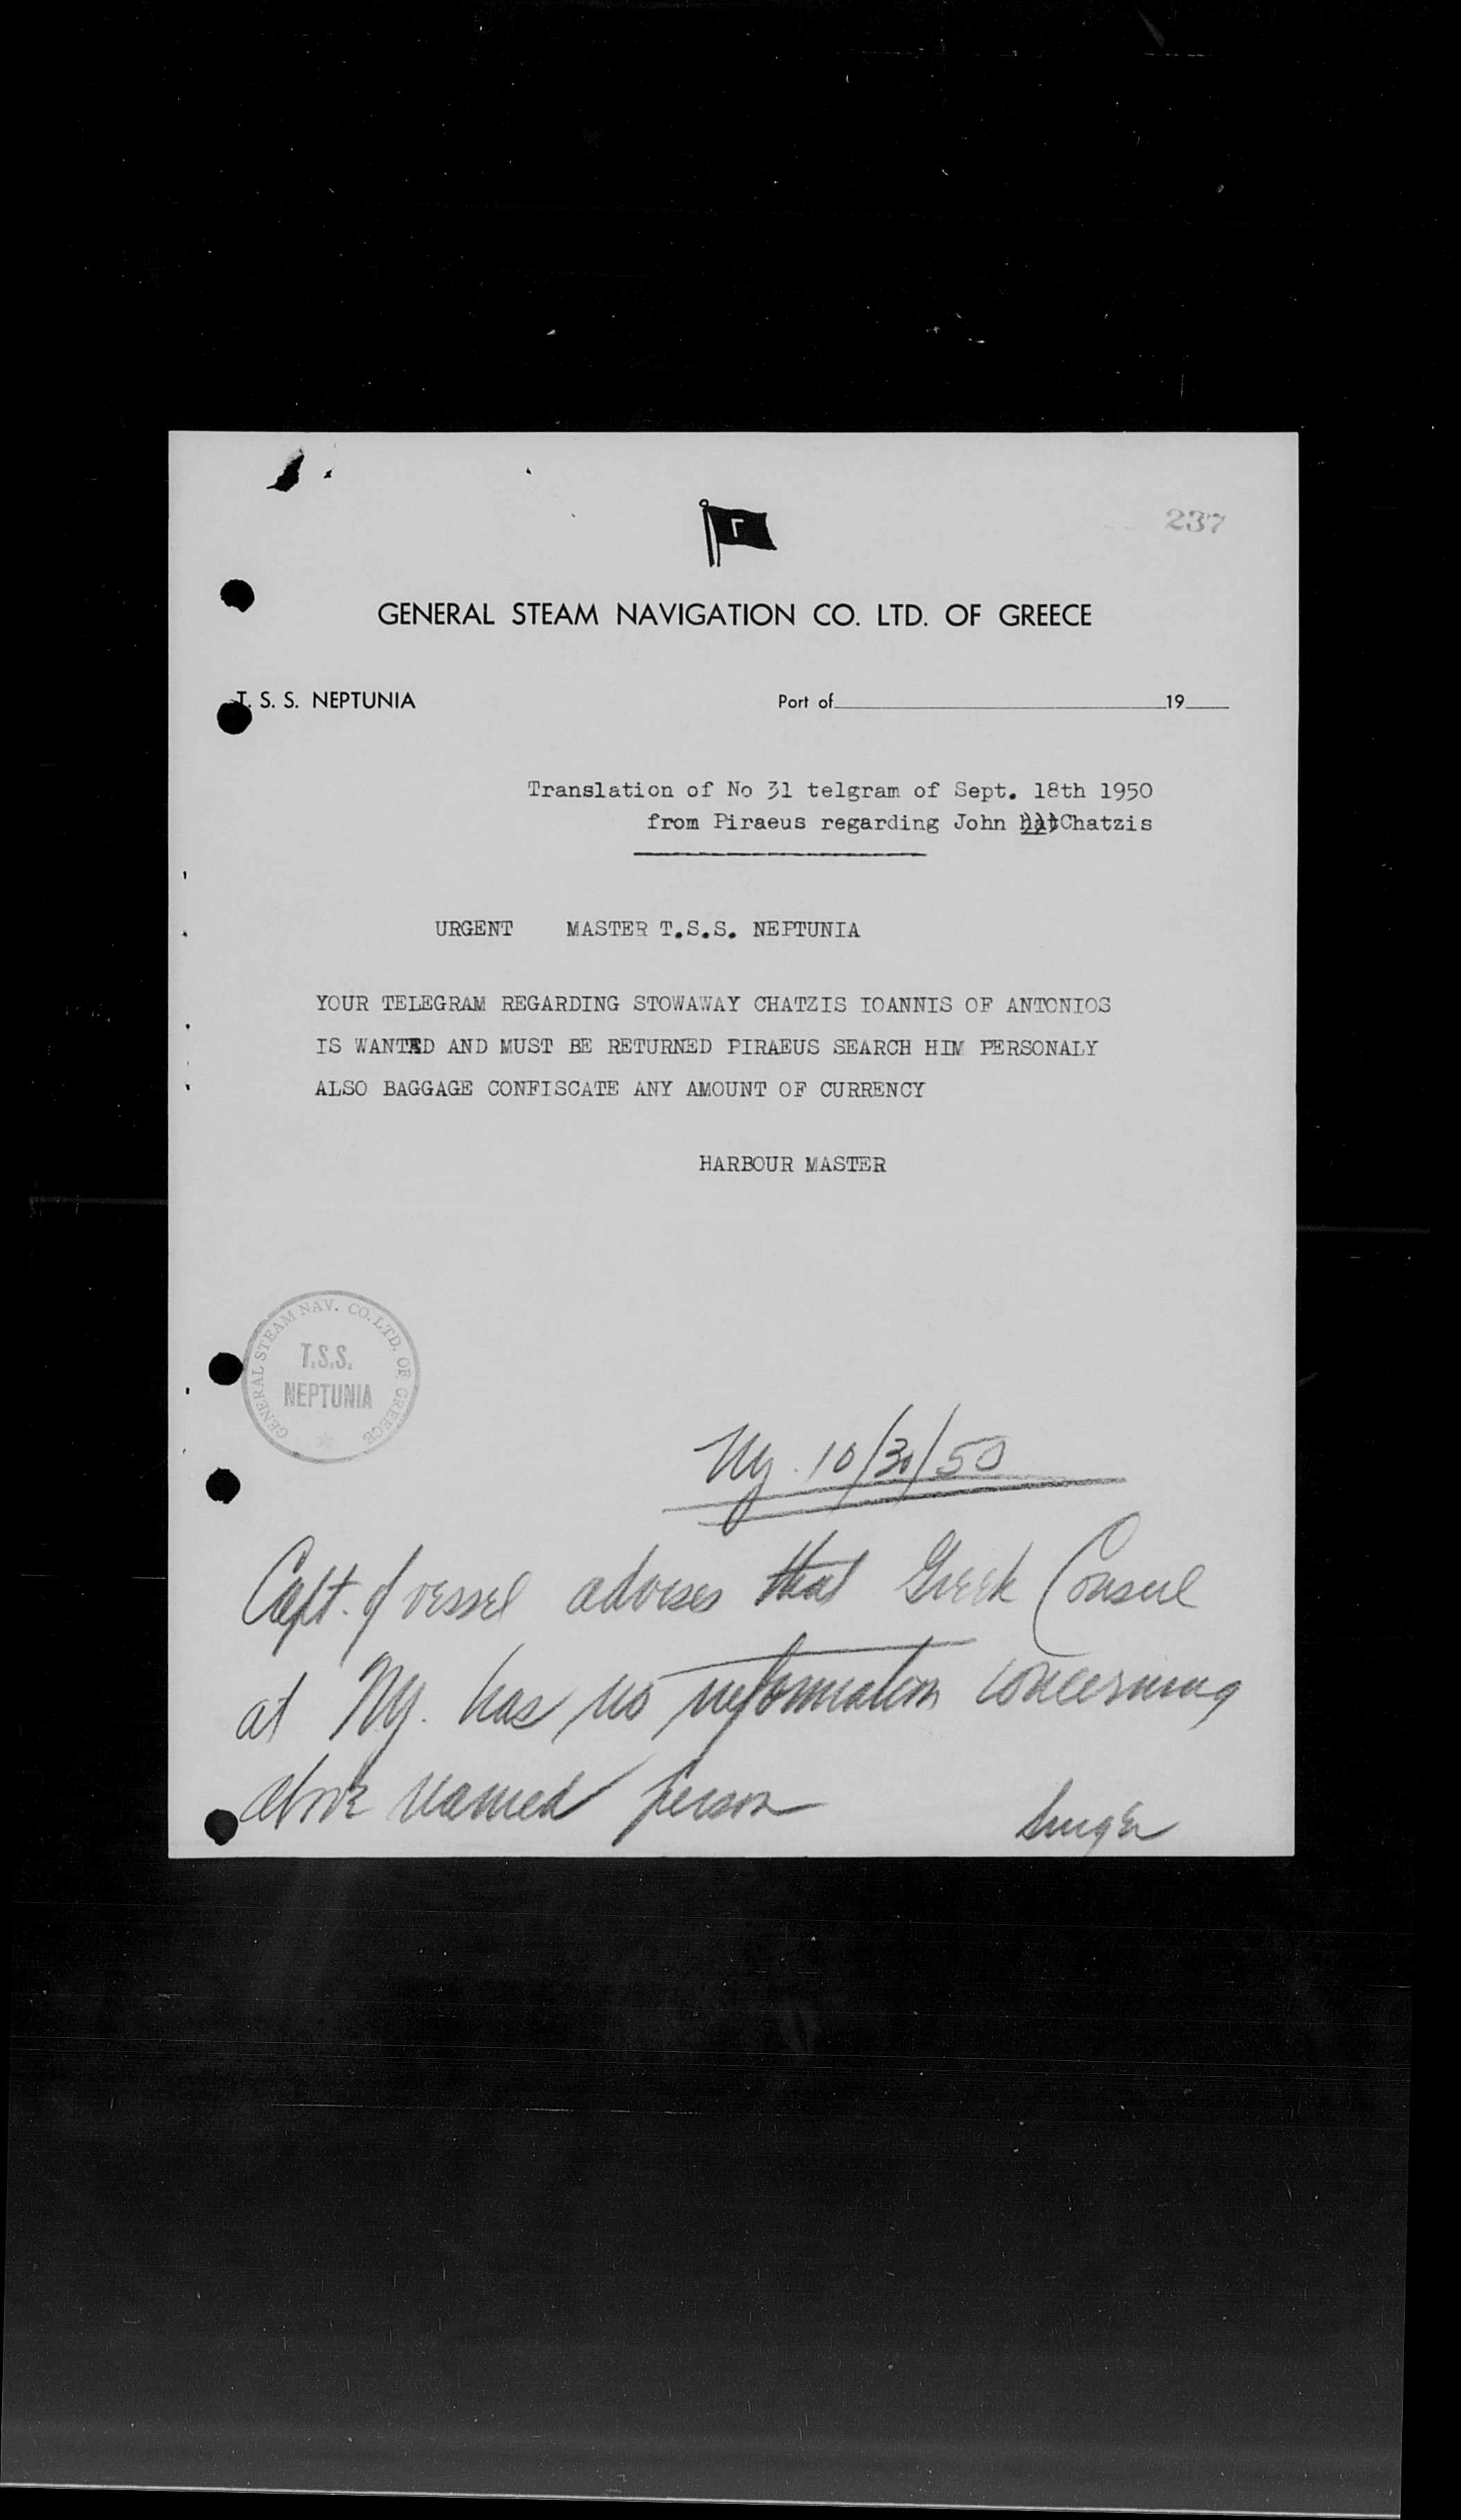 Γ
237
GENERAL STEAM NAVIGATION CO. LTD. OF GREECE
T. S. S. NEPTUNIA Port of 19
Translation of No 31 telgram of Sept. 18th 1950
from Piraeus regarding John Chatzis
URGENT MASTER T.S.S. NEPTUNIA
YOUR TELEGRAM REGARDING STOWAWAY CHATZIS IOANNIS OF ANTONIOS
IS WANTED AND MUST BE RETURNED PIRAEUS SEARCH HIM PERSONALY
ALSO BAGGAGE CONFISCATE ANY AMOUNT OF CURRENCY
HARBOUR MASTER
GENERAL STEAM NAV. CO. LTD. OF GREECE
T.S.S.
NEPTUNIA
NY. 10/30/50
Capt. of vessel advises that Greek Consul
at NY. has no information concerning
above named person
Singer